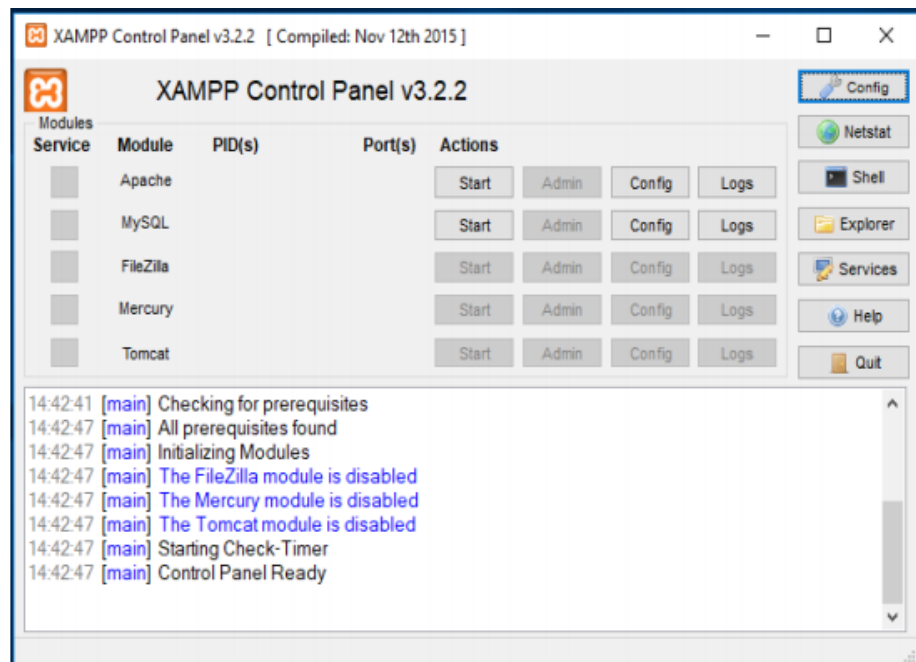 XAMPP Control Panel v3.2.2 [ Compiled: Nov 12th 2015 ]
XAMPP Control Panel v3.2.2
Config
Modules
Netstat
Service Module PID(s) Port(s) Actions
Apache Start Admin Config Logs
Shell
MySQL Start Admin Config Logs
Explorer
FileZilla Start Admin Config Logs
Services
Mercury Start Admin Config Logs
Help
Tomcat Start Admin Config Logs
Quit
14:42:41 [main] Checking for prerequisites
14:42:47 [main] All prerequisites found
14:42:47 [main] Initializing Modules
14:42:47 [main] The FileZilla module is disabled
14:42:47 [main] The Mercury module is disabled
14:42:47 [main] The Tomcat module is disabled
14:42:47 [main] Starting Check-Timer
14:42:47 [main] Control Panel Ready